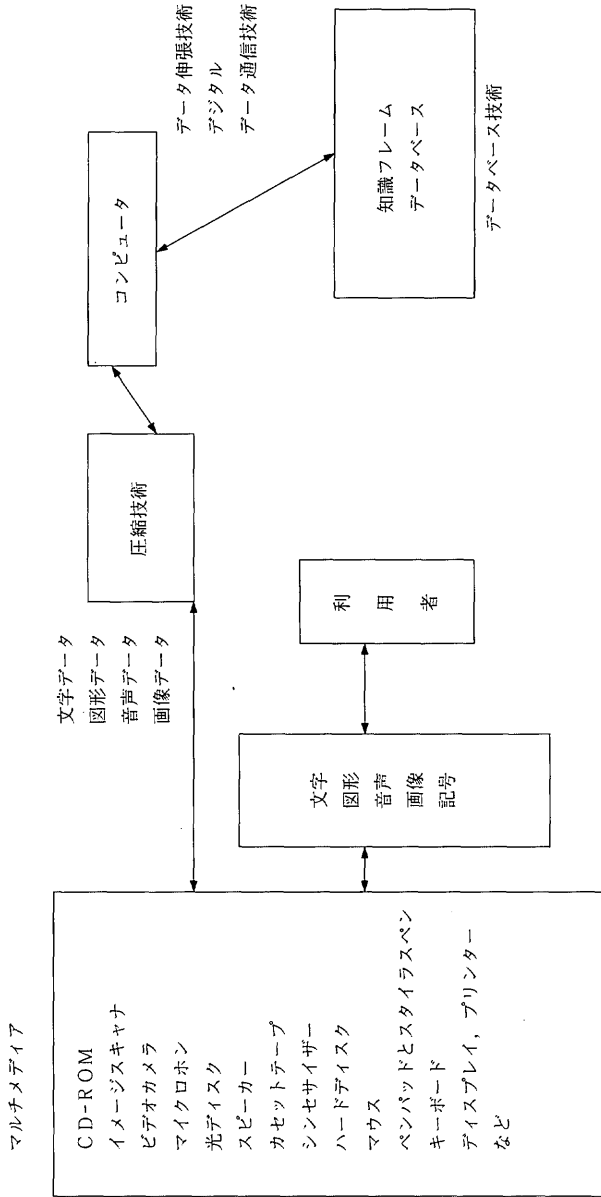 マルチメディア
CD-ROM
イメージスキャナ
ビデオカメラ
マイクロホン
光ディスク
スピーカー
カセットテープ
シンセサイザー
ハードディスク
マウス
ペンパッドとスタイラスペン
キーボード
ディスプレイ，プリンター
など
文字データ
図形データ
音声データ
画像データ
圧縮技術
コンピュータ
データ伸張技術
デジタル
データ通信技術
文字
図形
音声
画像
記号
利用者
知識フレーム
データベース
データベース技術